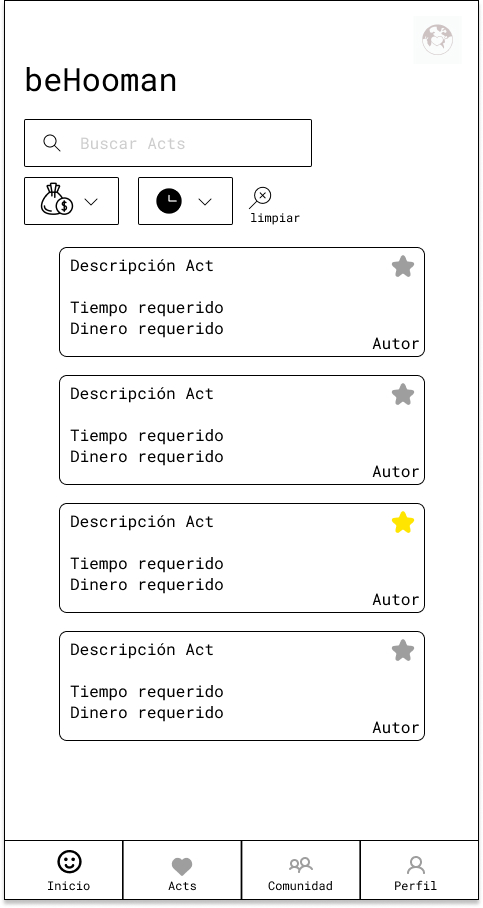 beHooman
Buscar Acts
$
limpiar
Descripción Act
Tiempo requerido
Dinero requerido
Autor
Descripción Act
Tiempo requerido
Dinero requerido
Autor
Descripción Act
Tiempo requerido
Dinero requerido
Autor
Descripción Act
Tiempo requerido
Dinero requerido
Autor
Inicio
Acts
Comunidad
Perfil